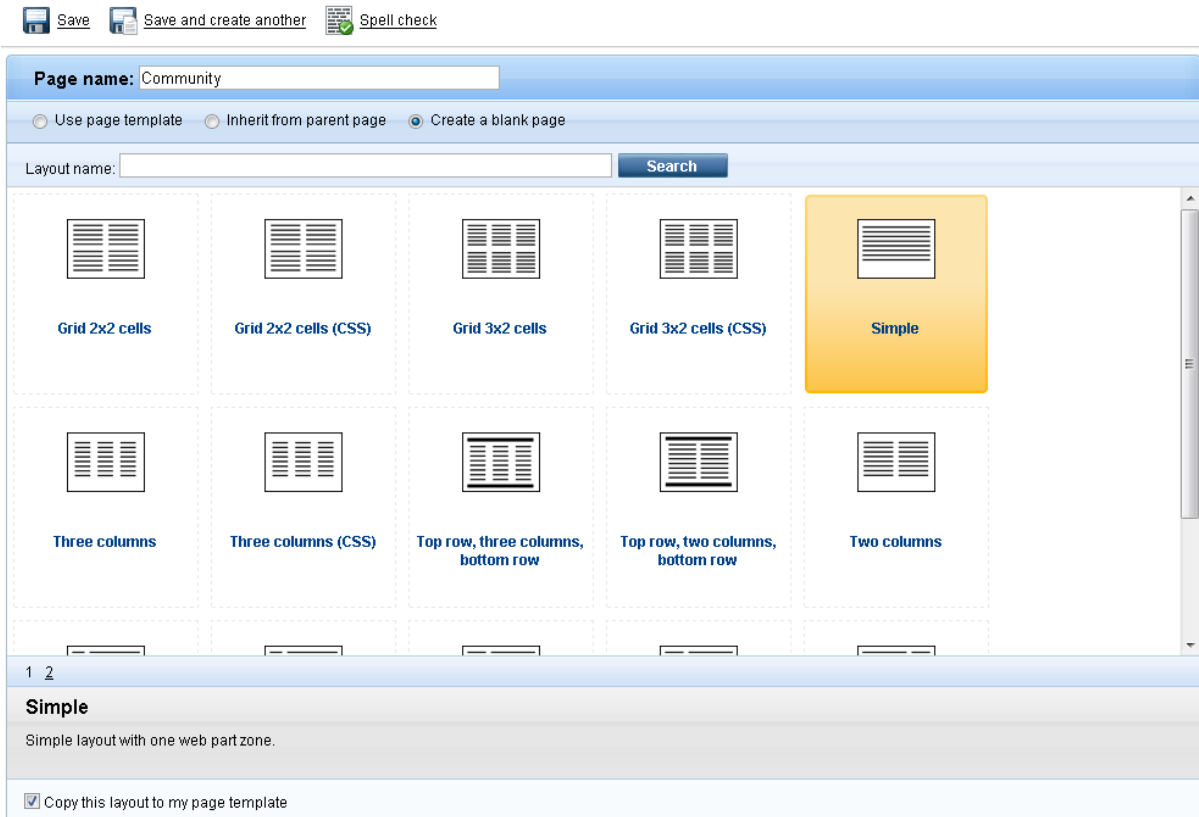 Save Save and create another Spell check
Page name: Community
Use page template Inherit from parent page Create a blank page
Layout name: Search
Grid 2x2 cells Grid 2x2 cells (CSS) Grid 3x2 cells Grid 3x2 cells (CSS) Simple
Three columns Three columns (CSS) Top row, three columns, Top row, two columns, Two columns
bottom row bottom row
1 2
Simple
Simple layout with one web part zone.
Copy this layout to my page template